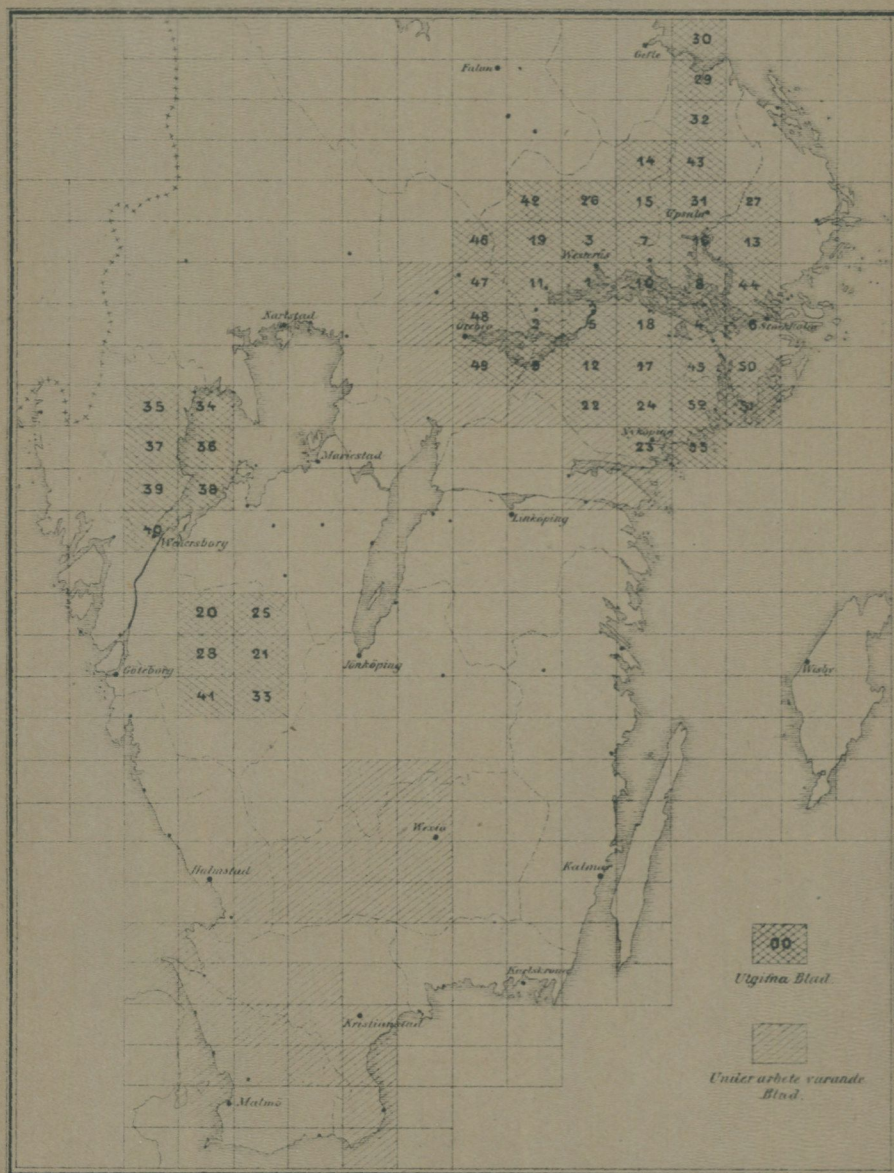 30
Gefle
Falun
29
32
14 43
42 26 15 31 27
Upsala
46 19 3 7 13
Westerås
47 11 1 10 8 44
Karlstad
48 2 5 18 4 6 Stockholm
Örebro
49 9 12 17 45 50
35 34 22 24 52 51
37 36 23 53
Nyköping
Mariestad
39 38
Linköping
40
Wenersborg
20 25
28 21
Göteborg Jönköping Wisby
41 33
Wexiö
Holmstad Kalmar
00
Karlskrona
Utgifna Blad
Kristianstad
Under arbete varande
Blad.
Malmö